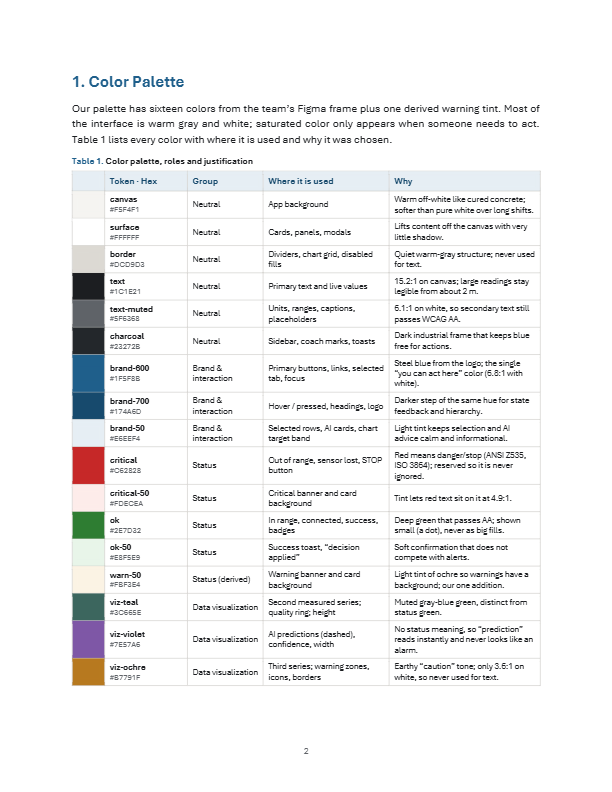 1. Color Palette
Our palette has sixteen colors from the team's Figma frame plus one derived warning tint. Most of
the interface is warm gray and white; saturated color only appears when someone needs to act.
Table 1 lists every color with where it is used and why it was chosen.
Table 1. Color palette, roles and justification
Token · Hex Group Where it is used Why
canvas
#F5F4F1
Neutral
App background
Warm off-white like cured concrete;
softer than pure white over long shifts.
surface
#FFFFFF
Neutral
Cards, panels, modals
Lifts content off the canvas with very
little shadow.
border
#DCD9D3
Neutral
Dividers, chart grid, disabled
fills
Quiet warm-gray structure; never used
for text.
text
#1C1E21
Neutral
Primary text and live values
15.2:1 on canvas; large readings stay
legible from about 2 m.
text-muted
#5F6368
Neutral
Units, ranges, captions,
placeholders
6.1:1 on white, so secondary text still
passes WCAG AA.
charcoal
#23272B
Neutral
Sidebar, coach marks, toasts
Dark industrial frame that keeps blue
free for actions.
brand-600
#1F5F8B
Brand &
interaction
Primary buttons, links, selected
tab, focus
Steel blue from the logo; the single
"you can act here" color (6.8:1 with
white).
brand-700
#174A6D
Brand &
interaction
Hover / pressed, headings, logo
Darker step of the same hue for state
feedback and hierarchy.
brand-50
#E6EEF4
Brand &
interaction
Selected rows, AI cards, chart
target band
Light tint keeps selection and AI
advice calm and informational.
critical
#C62828
Status
Out of range, sensor lost, STOP
button
Red means danger/stop (ANSI Z535,
ISO 3864); reserved so it is never
ignored.
critical-50
#FDECEA
Status
Critical banner and card
background
Tint lets red text sit on it at 4.9:1.
ok
#2E7D32
Status
In range, connected, success,
badges
Deep green that passes AA; shown
small (a dot), never as big fills.
ok-50
#E8F5E9
Status
Success toast, "decision
applied"
Soft confirmation that does not
compete with alerts.
warn-50
#FBF3E4
Status (derived)
Warning banner and card
background
Light tint of ochre so warnings have a
background; our one addition.
viz-teal
#3C665E
Data visualization
Second measured series;
quality ring; height
Muted gray-blue green, distinct from
status green.
viz-violet
#7E57A6
Data visualization
AI predictions (dashed),
confidence, width
No status meaning, so "prediction"
reads instantly and never looks like an
alarm.
viz-ochre
#B7791F
Data visualization
Third series; warning zones,
icons, borders
Earthy "caution" tone; only 3.6:1 on
white, so never used for text.
2